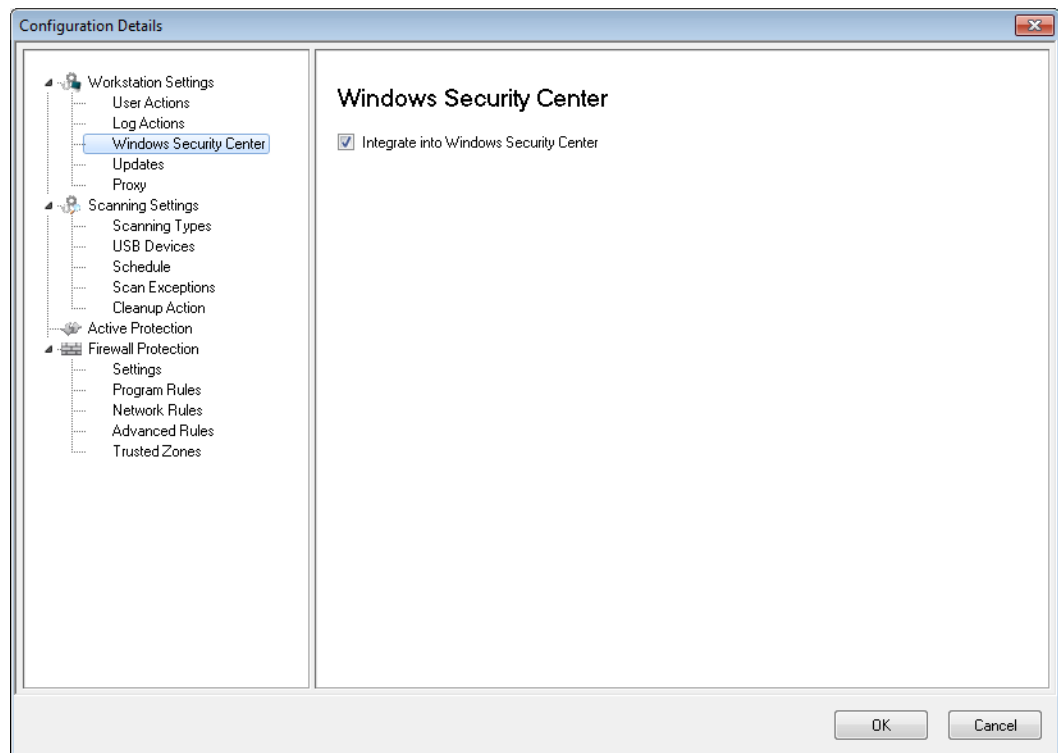 Configuration Details
Workstation Settings
User Actions
Log Actions
Windows Security Center
Updates
Proxy
Scanning Settings
Scanning Types
USB Devices
Schedule
Scan Exceptions
Cleanup Action
Active Protection
Firewall Protection
Settings
Program Rules
Network Rules
Advanced Rules
Trusted Zones
Windows Security Center
Integrate into Windows Security Center
OK
Cancel